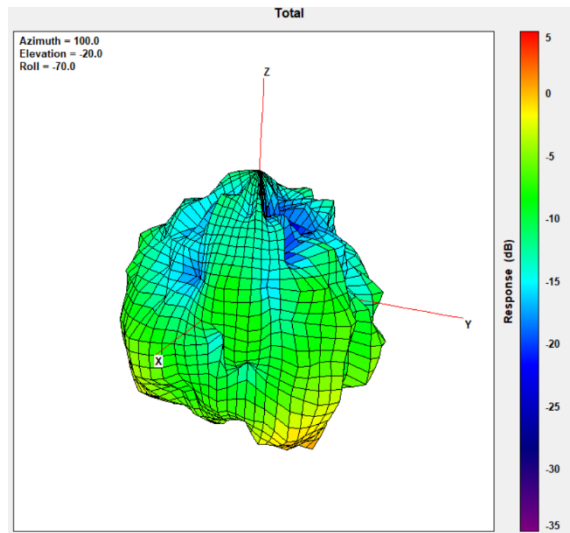 Total
Azimuth = 100.0
Elevation = -20.0
Roll = -70.0
Z
Y
X
5
0
-5
-10
-15
-20
-25
-30
-35
Response (dB)